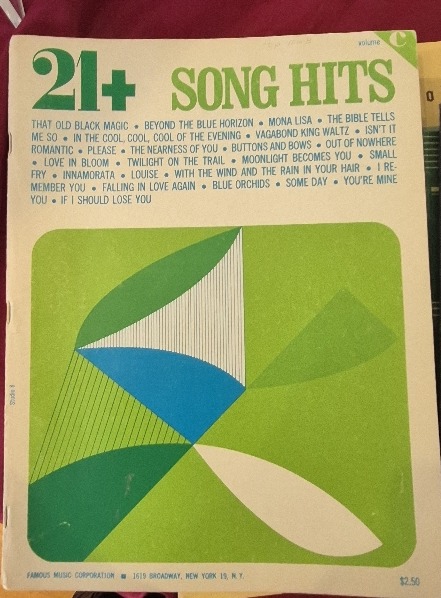 volume C
21+ SONG HITS
THAT OLD BLACK MAGIC • BEYOND THE BLUE HORIZON • MONA LISA • THE BIBLE TELLS
ME SO • IN THE COOL, COOL, COOL OF THE EVENING • VAGABOND KING WALTZ • ISN'T IT
ROMANTIC • PLEASE • THE NEARNESS OF YOU • BUTTONS AND BOWS • OUT OF NOWHERE
• LOVE IN BLOOM • TWILIGHT ON THE TRAIL • MOONLIGHT BECOMES YOU • SMALL
FRY • INNAMORATA • LOUISE • WITH THE WIND AND THE RAIN IN YOUR HAIR • I RE-
MEMBER YOU • FALLING IN LOVE AGAIN • BLUE ORCHIDS • SOME DAY • YOU'RE MINE
YOU • IF I SHOULD LOSE YOU
FAMOUS MUSIC CORPORATION ■ 1619 BROADWAY, NEW YORK 19, N. Y.
$2.50